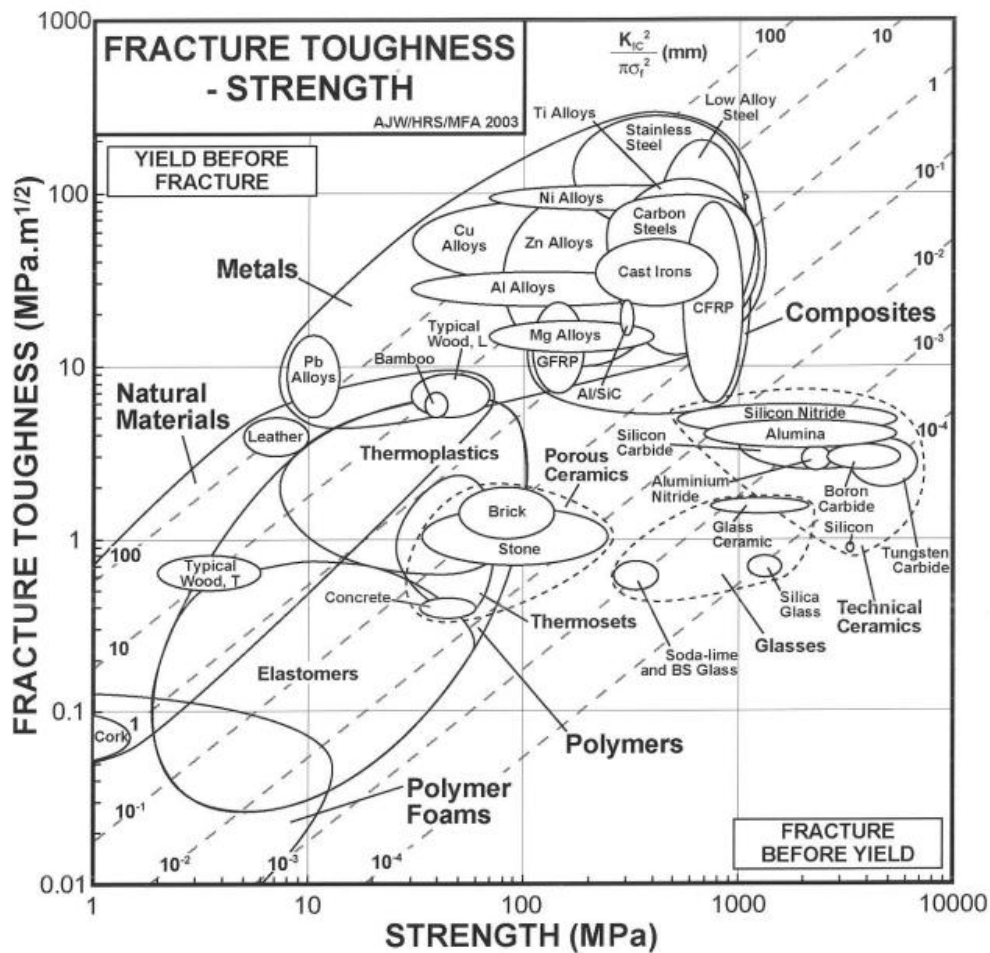 1000
FRACTURE TOUGHNESS
- STRENGTH
AJW/HRS/MFA 2003
K_IC²
πσ_f² (mm)
100
10
1
10⁻¹
10⁻²
10⁻³
10⁻⁴
YIELD BEFORE
FRACTURE
Ti Alloys
Low Alloy
Steel
Stainless
Steel
100
Ni Alloys
Cu
Alloys
Zn Alloys
Carbon
Steels
Metals
Cast Irons
Al Alloys
CFRP
Composites
Typical
Wood, L
Mg Alloys
Bamboo
Pb
Alloys
GFRP
10
Al/SiC
Natural
Materials
Silicon Nitride
Leather
Silicon
Carbide
Alumina
Thermoplastics
Porous
Ceramics
Aluminium
Nitride
Boron
Carbide
Brick
Glass
Ceramic
Silicon
1
Stone
100
Tungsten
Carbide
Typical
Wood, T
Silica
Glass
Technical
Ceramics
Concrete
Thermosets
Glasses
10
Soda-lime
and BS Glass
Elastomers
0.1
1
Cork
Polymers
Polymer
Foams
10⁻¹
10⁻²
10⁻³
10⁻⁴
FRACTURE
BEFORE YIELD
0.01
1
10
100
1000
10000
STRENGTH (MPa)
FRACTURE TOUGHNESS (MPa.m^1/2)